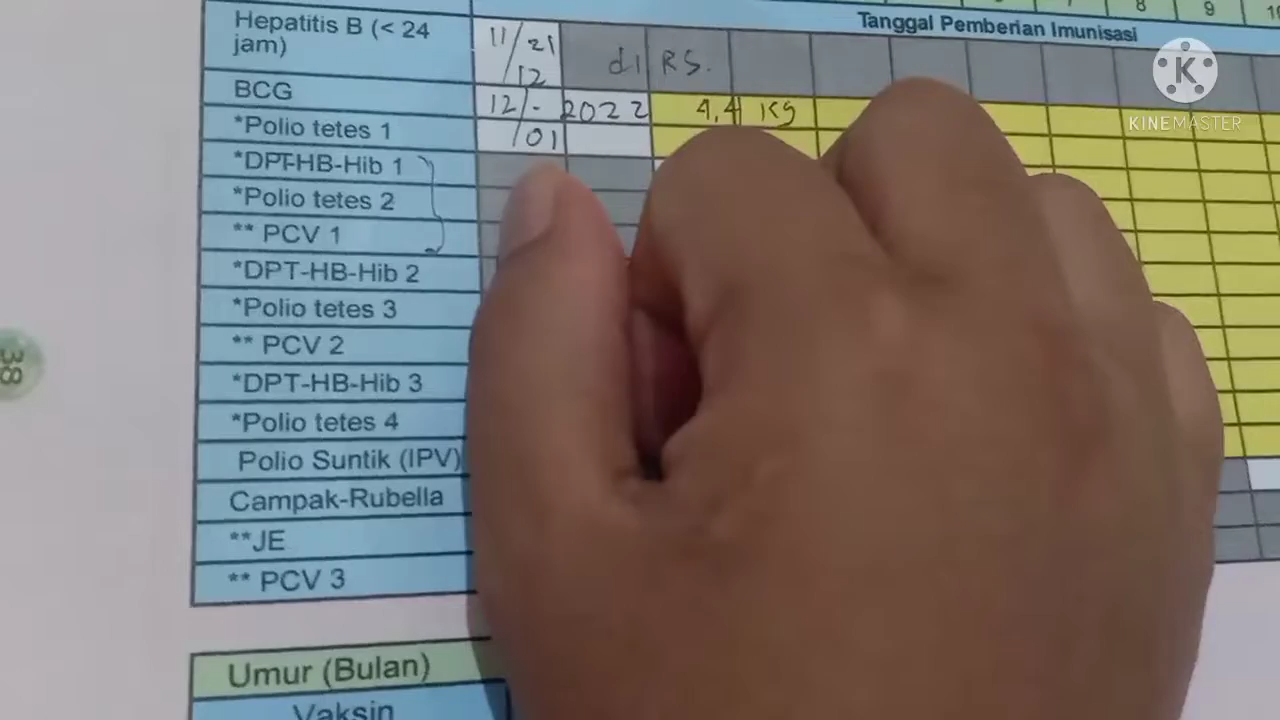 7 8 9 10
Tanggal Pemberian Imunisasi
Hepatitis B (< 24
jam)
11/21
/12
di RS.
BCG
12/- 2022 4,4 Kg
*Polio tetes 1
/01
*DPT-HB-Hib 1
*Polio tetes 2
** PCV 1
*DPT-HB-Hib 2
*Polio tetes 3
** PCV 2
*DPT-HB-Hib 3
*Polio tetes 4
Polio Suntik (IPV)
Campak-Rubella
**JE
** PCV 3
Umur (Bulan)
Vaksin
38
K
KINEMASTER